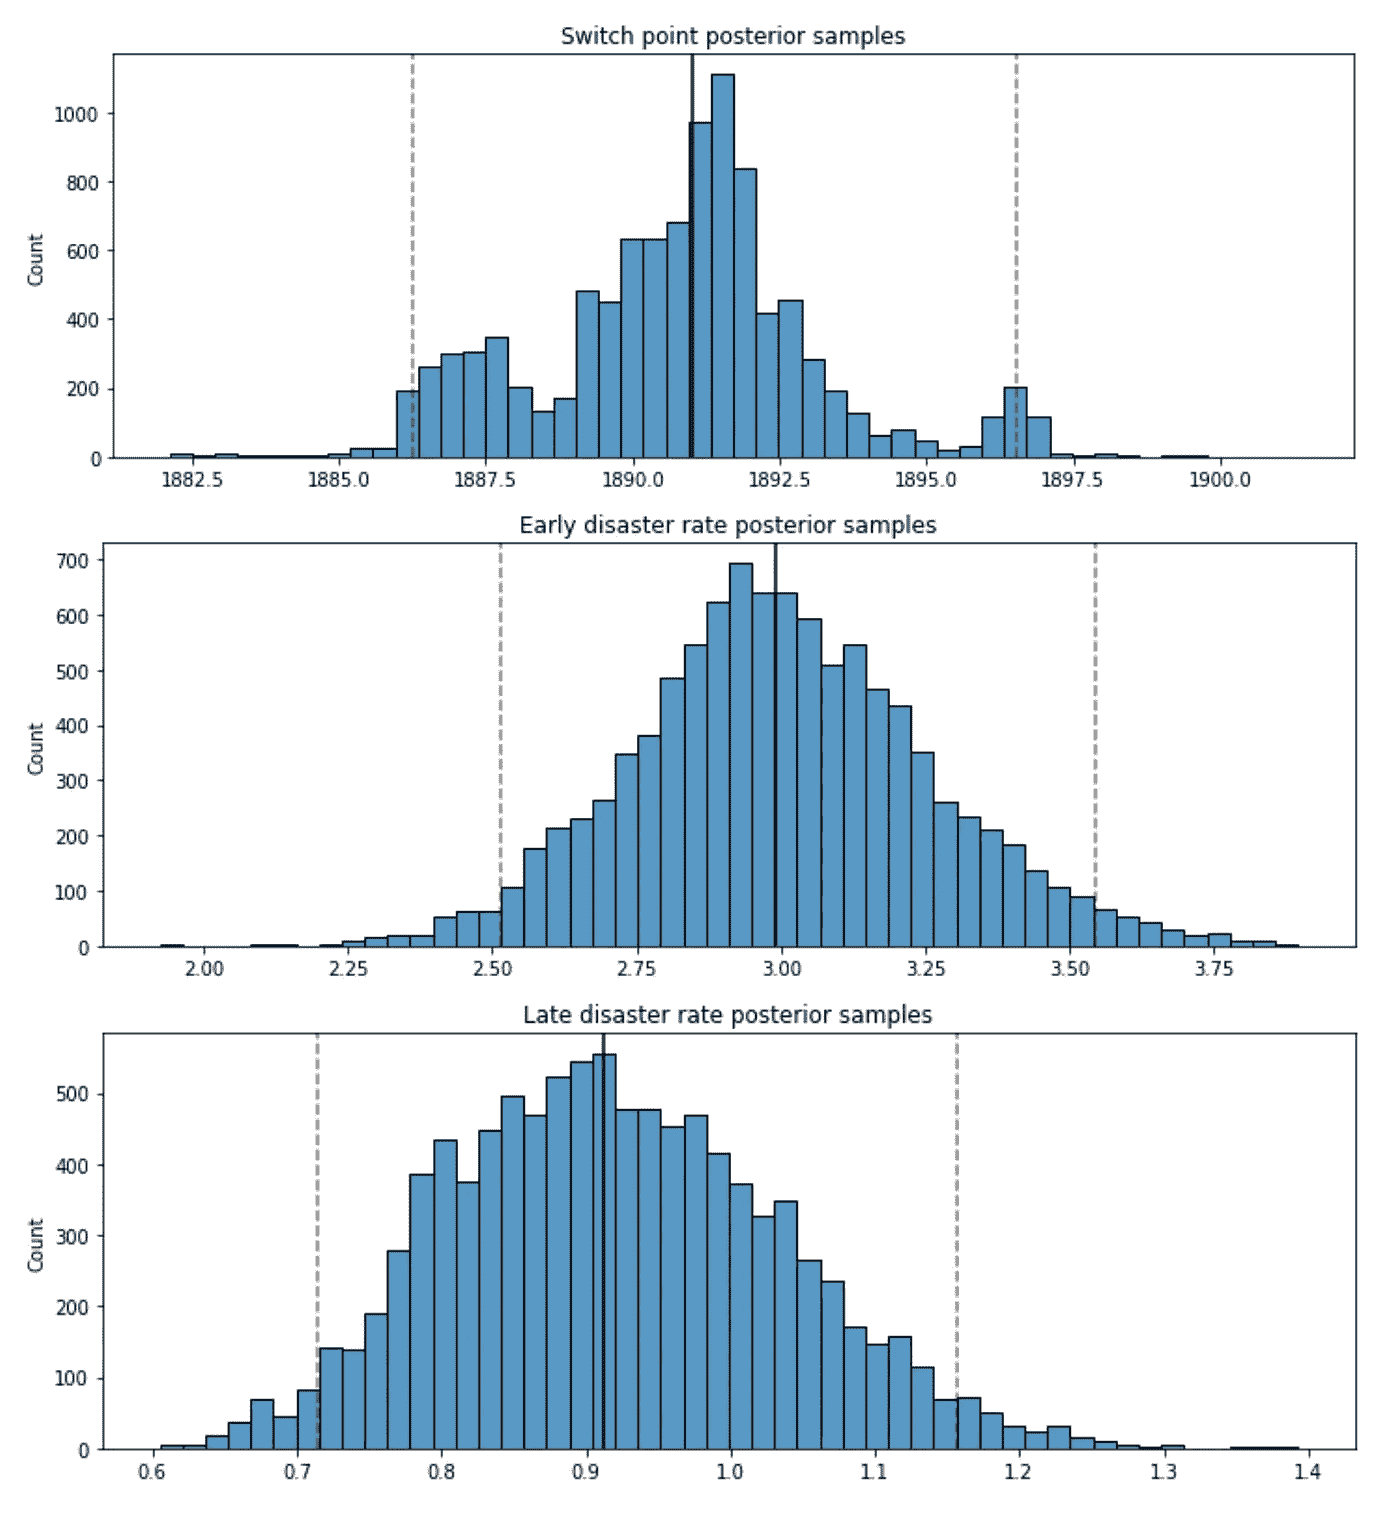 Switch point posterior samples
Count
1000
800
600
400
200
0
1882.5 1885.0 1887.5 1890.0 1892.5 1895.0 1897.5 1900.0
Early disaster rate posterior samples
Count
700
600
500
400
300
200
100
0
2.00 2.25 2.50 2.75 3.00 3.25 3.50 3.75
Late disaster rate posterior samples
Count
500
400
300
200
100
0
0.6 0.7 0.8 0.9 1.0 1.1 1.2 1.3 1.4